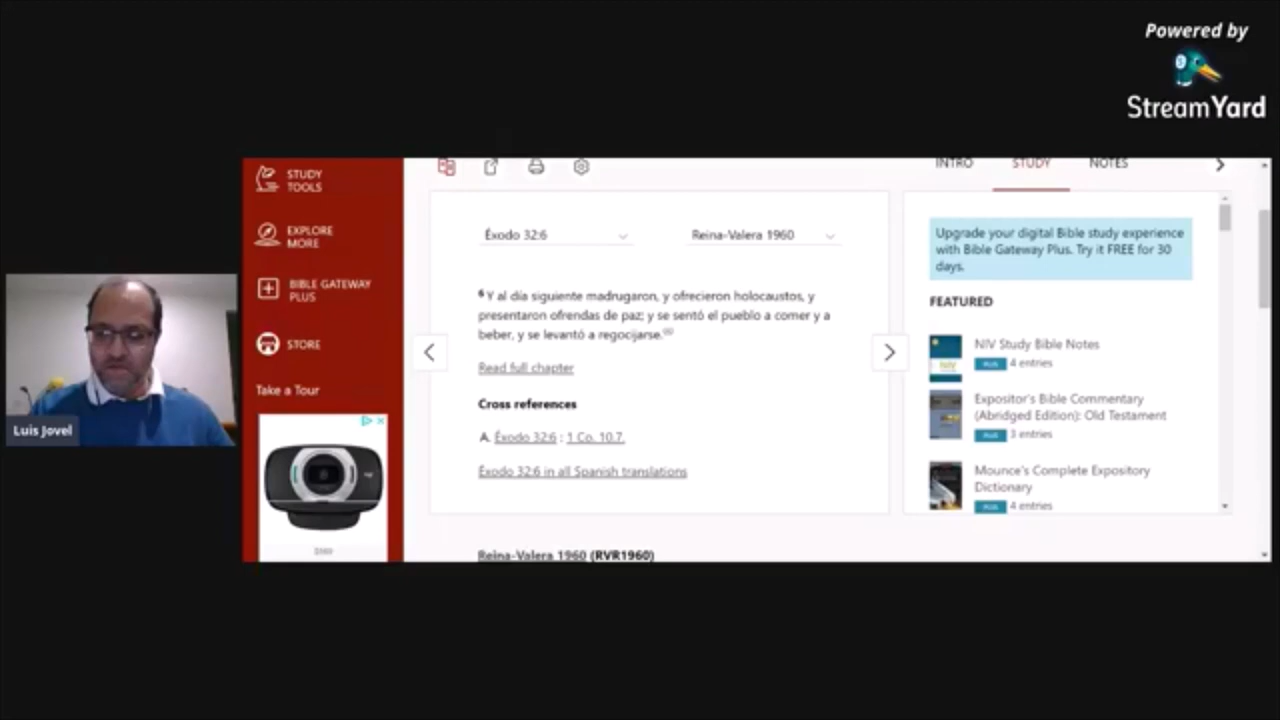 Powered by
StreamYard
STUDY
TOOLS
EXPLORE
MORE
BIBLE GATEWAY
PLUS
STORE
Take a Tour
Luis Jovel
INTRO STUDY NOTES
Éxodo 32:6 Reina-Valera 1960
6 Y al día siguiente madrugaron, y ofrecieron holocaustos, y
presentaron ofrendas de paz; y se sentó el pueblo a comer y a
beber, y se levantó a regocijarse.
Read full chapter
Cross references
A. Éxodo 32:6 : 1 Co. 10.7.
Éxodo 32:6 in all Spanish translations
Reina-Valera 1960 (RVR1960)
Upgrade your digital Bible study experience
with Bible Gateway Plus. Try it FREE for 30
days.
FEATURED
NIV Study Bible Notes
PLUS 4 entries
Expositor's Bible Commentary
(Abridged Edition): Old Testament
PLUS 3 entries
Mounce's Complete Expository
Dictionary
PLUS 4 entries